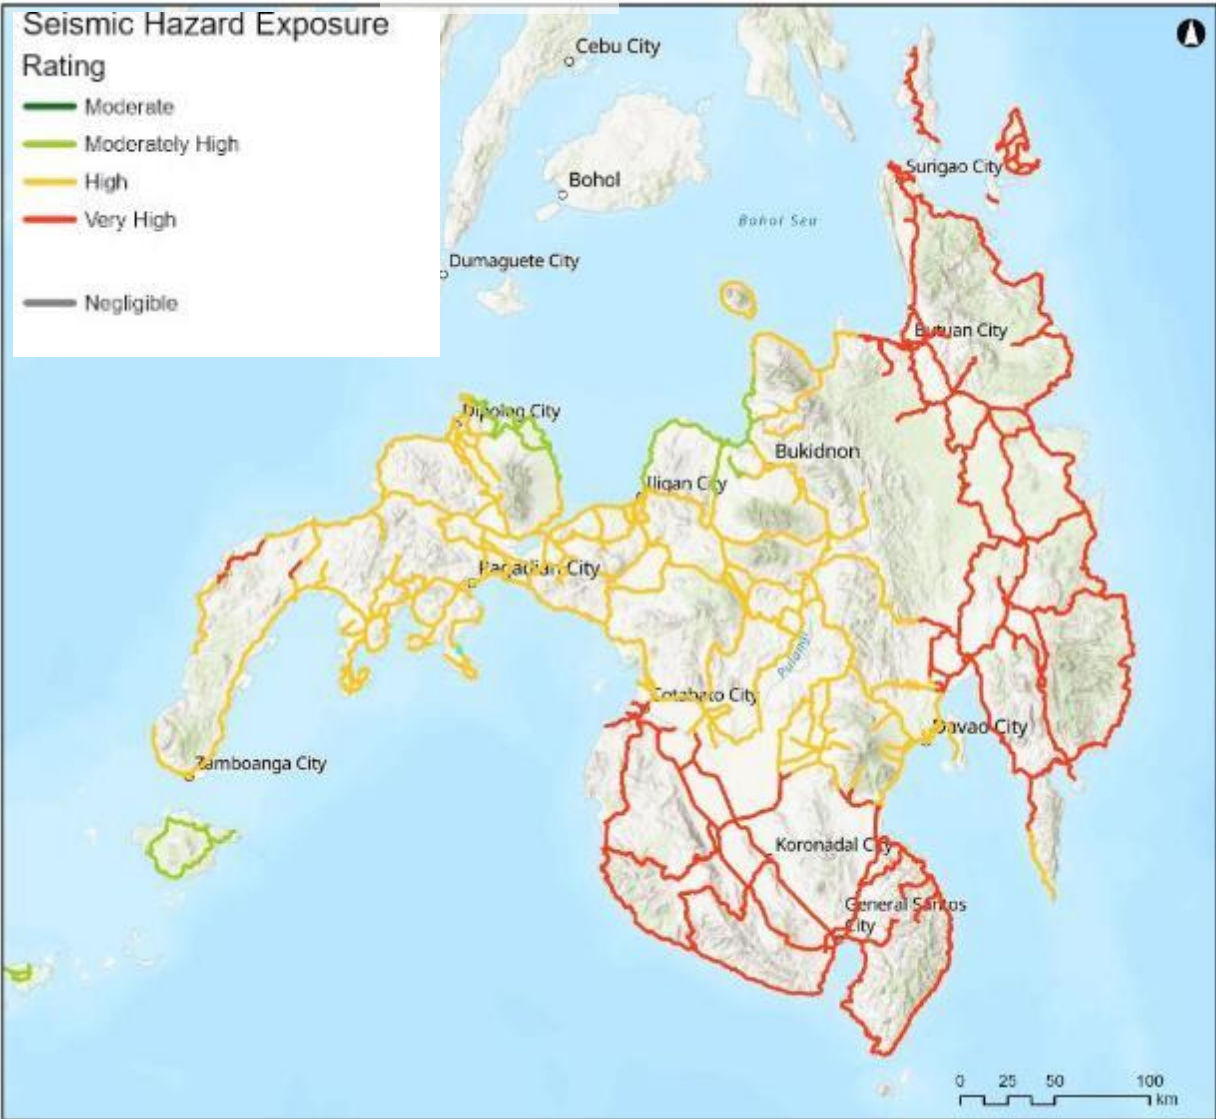 Seismic Hazard Exposure
Rating
Moderate
Moderately High
High
Very High
Negligible
Cebu City
Bohol
Surigao City
Bohol Sea
Dumaguete City
Butuan City
Dipolog City
Bukidnon
Iligan City
Pagadian City
Pulangi
Cotabato City
Davao City
Zamboanga City
Koronadal City
General Santos
City
0 25 50 100
km